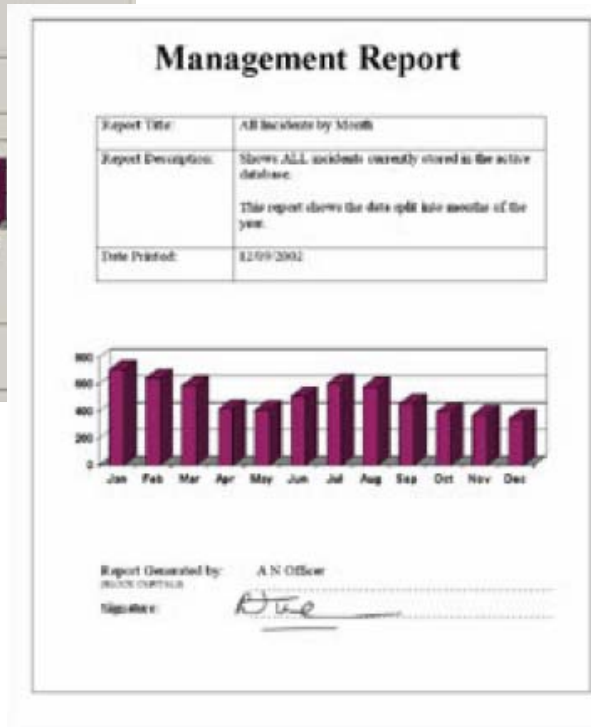 Management Report
Report Title: All Incidents by Month
Report Description: Shows ALL incidents currently stored in the active
database.
This report shows the data split into months of the
year.
Date Printed: 12/09/2002
800
600
400
200
0
Jan Feb Mar Apr May Jun Jul Aug Sep Oct Nov Dec
Report Generated by: A N Officer
BLOCK CAPITALS
Signature: